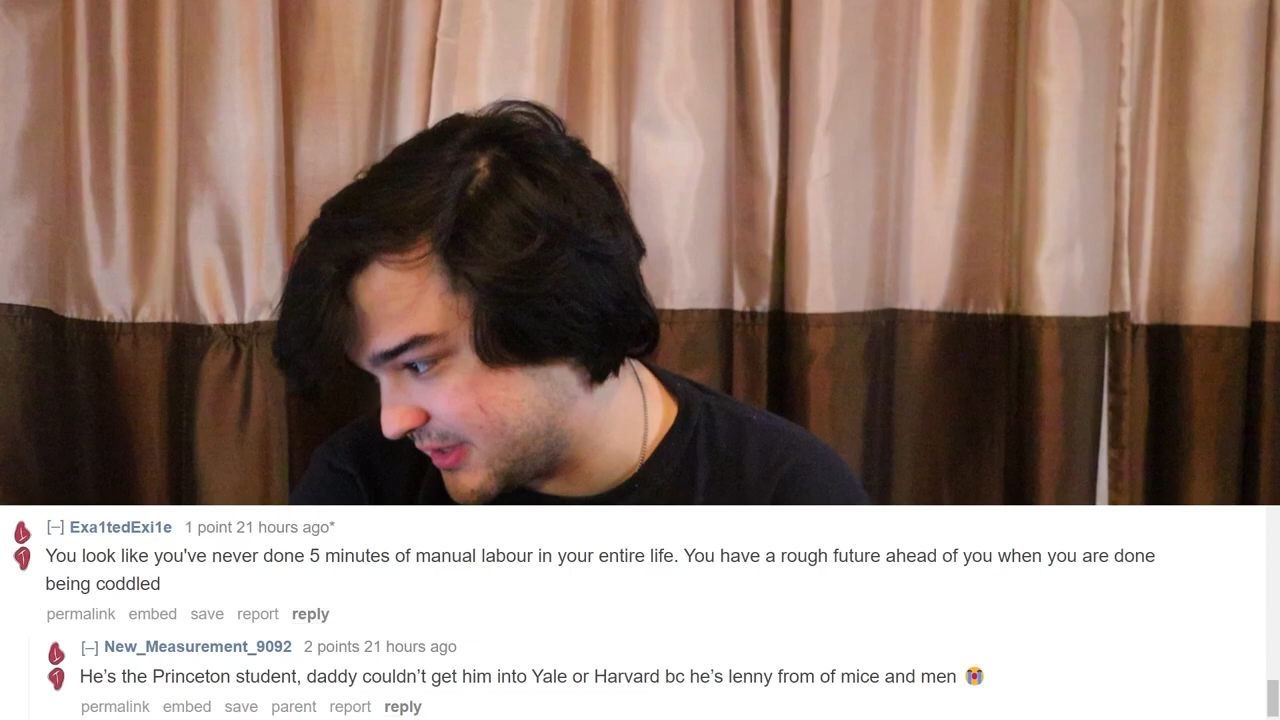 [–] Exa1tedExi1e 1 point 21 hours ago*
You look like you've never done 5 minutes of manual labour in your entire life. You have a rough future ahead of you when you are done
being coddled
permalink embed save report reply
[–] New_Measurement_9092 2 points 21 hours ago
He’s the Princeton student, daddy couldn’t get him into Yale or Harvard bc he’s lenny from of mice and men 😭
permalink embed save parent report reply